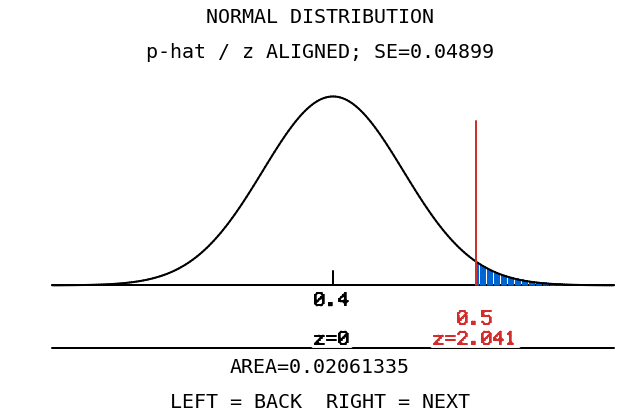 NORMAL DISTRIBUTION
p-hat / z ALIGNED; SE=0.04899
0.4
0.5
z=0 z=2.041
AREA=0.02061335
LEFT = BACK  RIGHT = NEXT